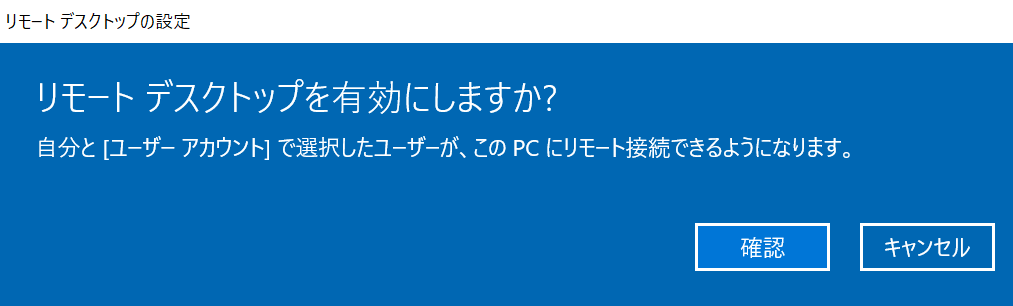 リモート デスクトップの設定
リモート デスクトップを有効にしますか?
自分と [ユーザー アカウント] で選択したユーザーが、この PC にリモート接続できるようになります。
確認
キャンセル